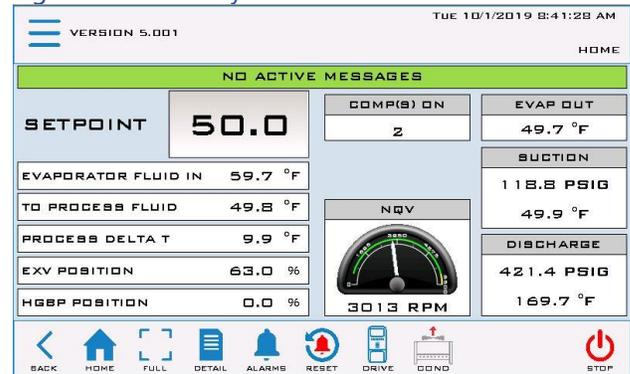 VERSION 5.001
TUE 10/1/2019 8:41:28 AM
HOME
NO ACTIVE MESSAGES
SETPOINT 50.0
COMP(S) ON
2
EVAP OUT
49.7 °F
EVAPORATOR FLUID IN 59.7 °F
TO PROCESS FLUID 49.8 °F
PROCESS DELTA T 9.9 °F
EXV POSITION 63.0 %
HGBP POSITION 0.0 %
NQV
3013 RPM
SUCTION
118.8 PSIG
49.9 °F
DISCHARGE
421.4 PSIG
169.7 °F
BACK HOME FULL DETAIL ALARMS RESET DRIVE COND STOP